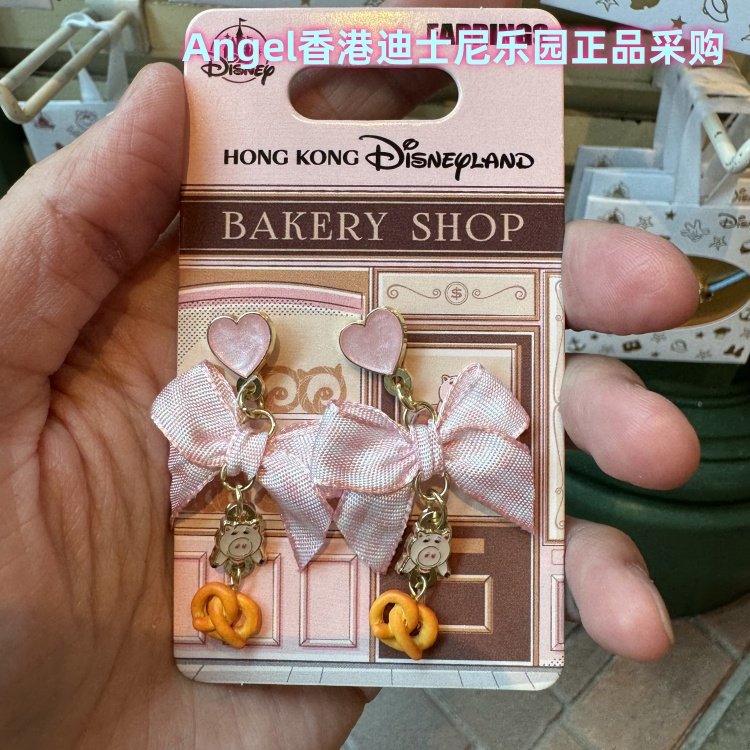 EARRINGS
Angel香港迪士尼乐园正品采购
Disney
HONG KONG Disneyland
BAKERY SHOP
$